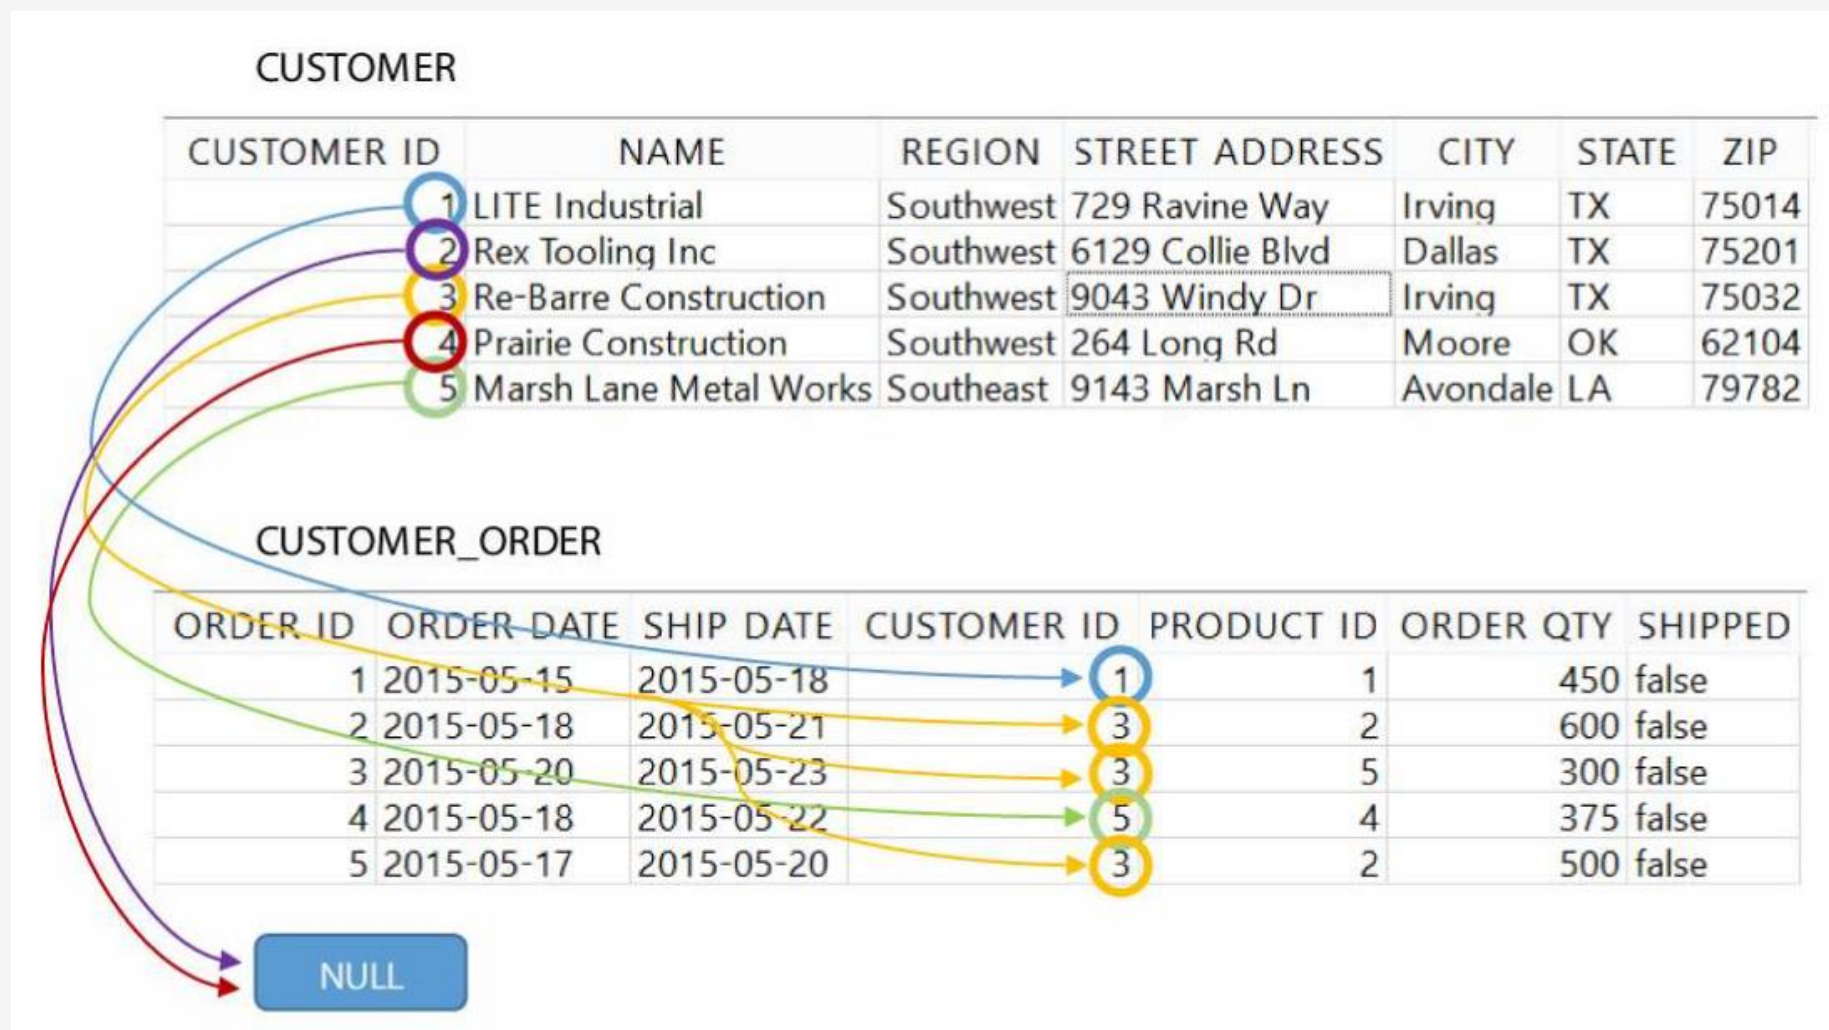 CUSTOMER
CUSTOMER ID NAME REGION STREET ADDRESS CITY STATE ZIP
1 LITE Industrial Southwest 729 Ravine Way Irving TX 75014
2 Rex Tooling Inc Southwest 6129 Collie Blvd Dallas TX 75201
3 Re-Barre Construction Southwest 9043 Windy Dr Irving TX 75032
4 Prairie Construction Southwest 264 Long Rd Moore OK 62104
5 Marsh Lane Metal Works Southeast 9143 Marsh Ln Avondale LA 79782
CUSTOMER_ORDER
ORDER ID ORDER DATE SHIP DATE CUSTOMER ID PRODUCT ID ORDER QTY SHIPPED
1 2015-05-15 2015-05-18 1 1 450 false
2 2015-05-18 2015-05-21 3 2 600 false
3 2015-05-20 2015-05-23 3 5 300 false
4 2015-05-18 2015-05-22 5 4 375 false
5 2015-05-17 2015-05-20 3 2 500 false
NULL